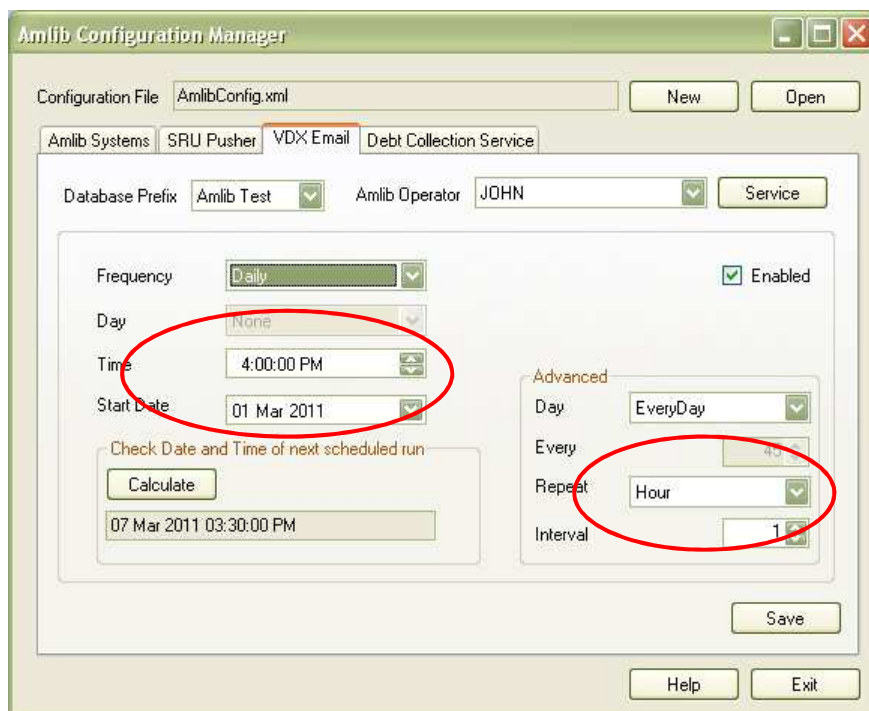 Amlib Configuration Manager
Configuration File AmlibConfig.xml New Open
Amlib Systems SRU Pusher VDX Email Debt Collection Service
Database Prefix Amlib Test Amlib Operator JOHN Service
Frequency Daily Enabled
Day None
Time 4:00:00 PM
Start Date 01 Mar 2011
Check Date and Time of next scheduled run
Calculate
07 Mar 2011 03:30:00 PM
Advanced
Day EveryDay
Every 45
Repeat Hour
Interval 1
Save
Help Exit